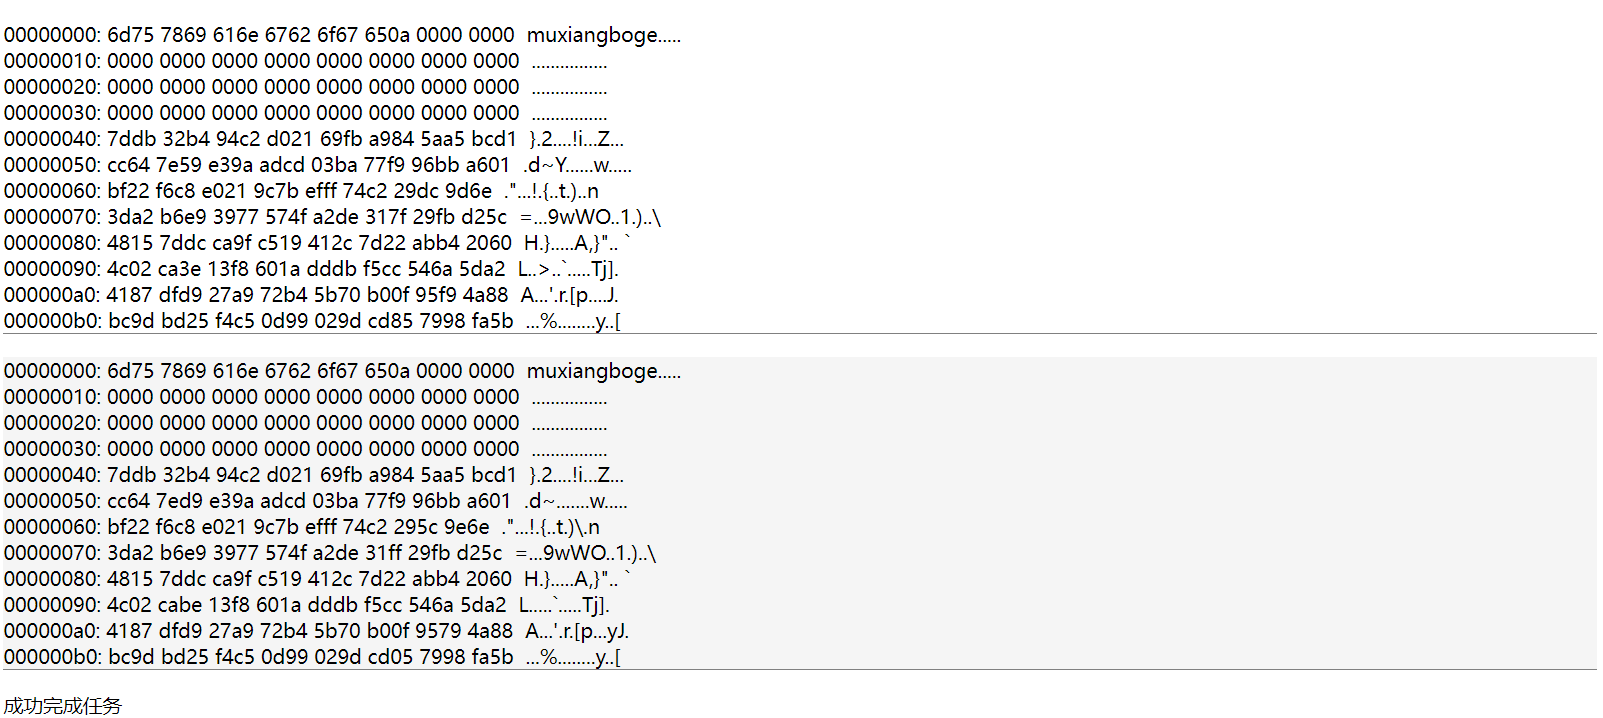 00000000: 6d75 7869 616e 6762 6f67 650a 0000 0000  muxiangboge.....
00000010: 0000 0000 0000 0000 0000 0000 0000 0000  ................
00000020: 0000 0000 0000 0000 0000 0000 0000 0000  ................
00000030: 0000 0000 0000 0000 0000 0000 0000 0000  ................
00000040: 7ddb 32b4 94c2 d021 69fb a984 5aa5 bcd1  }.2....!i...Z...
00000050: cc64 7e59 e39a adcd 03ba 77f9 96bb a601  .d~Y......w.....
00000060: bf22 f6c8 e021 9c7b efff 74c2 29dc 9d6e  ."...!.{..t.)..n
00000070: 3da2 b6e9 3977 574f a2de 317f 29fb d25c  =...9wWO..1.)..\
00000080: 4815 7ddc ca9f c519 412c 7d22 abb4 2060  H.}.....A,}".. `
00000090: 4c02 ca3e 13f8 601a dddb f5cc 546a 5da2  L..>..`.....Tj].
000000a0: 4187 dfd9 27a9 72b4 5b70 b00f 95f9 4a88  A...'.r.[p....J.
000000b0: bc9d bd25 f4c5 0d99 029d cd85 7998 fa5b  ...%........y..[
00000000: 6d75 7869 616e 6762 6f67 650a 0000 0000  muxiangboge.....
00000010: 0000 0000 0000 0000 0000 0000 0000 0000  ................
00000020: 0000 0000 0000 0000 0000 0000 0000 0000  ................
00000030: 0000 0000 0000 0000 0000 0000 0000 0000  ................
00000040: 7ddb 32b4 94c2 d021 69fb a984 5aa5 bcd1  }.2....!i...Z...
00000050: cc64 7ed9 e39a adcd 03ba 77f9 96bb a601  .d~.......w.....
00000060: bf22 f6c8 e021 9c7b efff 74c2 295c 9e6e  ."...!.{..t.)\.n
00000070: 3da2 b6e9 3977 574f a2de 31ff 29fb d25c  =...9wWO..1.)..\
00000080: 4815 7ddc ca9f c519 412c 7d22 abb4 2060  H.}.....A,}".. `
00000090: 4c02 cabe 13f8 601a dddb f5cc 546a 5da2  L.....`.....Tj].
000000a0: 4187 dfd9 27a9 72b4 5b70 b00f 9579 4a88  A...'.r.[p...yJ.
000000b0: bc9d bd25 f4c5 0d99 029d cd05 7998 fa5b  ...%........y..[
成功完成任务